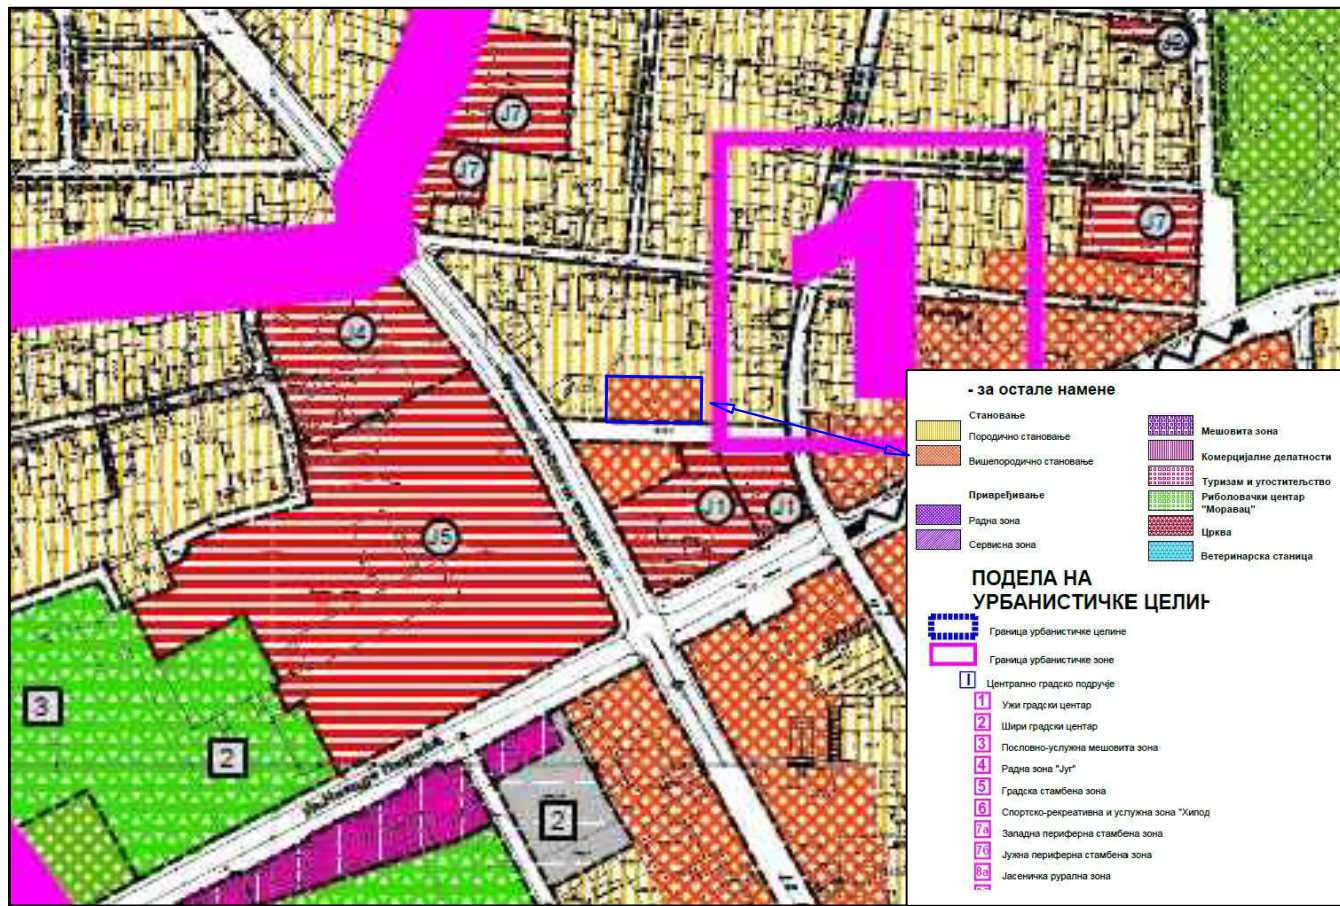 Ј7
Ј7
Ј7
1
Ј4
Ј5
Ј1
Ј1
3
2
2
- за остале намене
Становање
Породично становање
Вишепородично становање
Привређивање
Радна зона
Сервисна зона
Мешовита зона
Комерцијалне делатности
Туризам и угоститељство
Риболовачки центар
"Моравац"
Црква
Ветеринарска станица
ПОДЕЛА НА
УРБАНИСТИЧКЕ ЦЕЛИН
Граница урбанистичке целине
Граница урбанистичке зоне
I Централно градско подручје
1 Ужи градски центар
2 Шири градски центар
3 Пословно-услужна мешовита зона
4 Радна зона "Југ"
5 Градска стамбена зона
6 Спортско-рекреативна и услужна зона "Хипод
7а Западна периферна стамбена зона
7б Јужна периферна стамбена зона
8а Јасеничка рурална зона